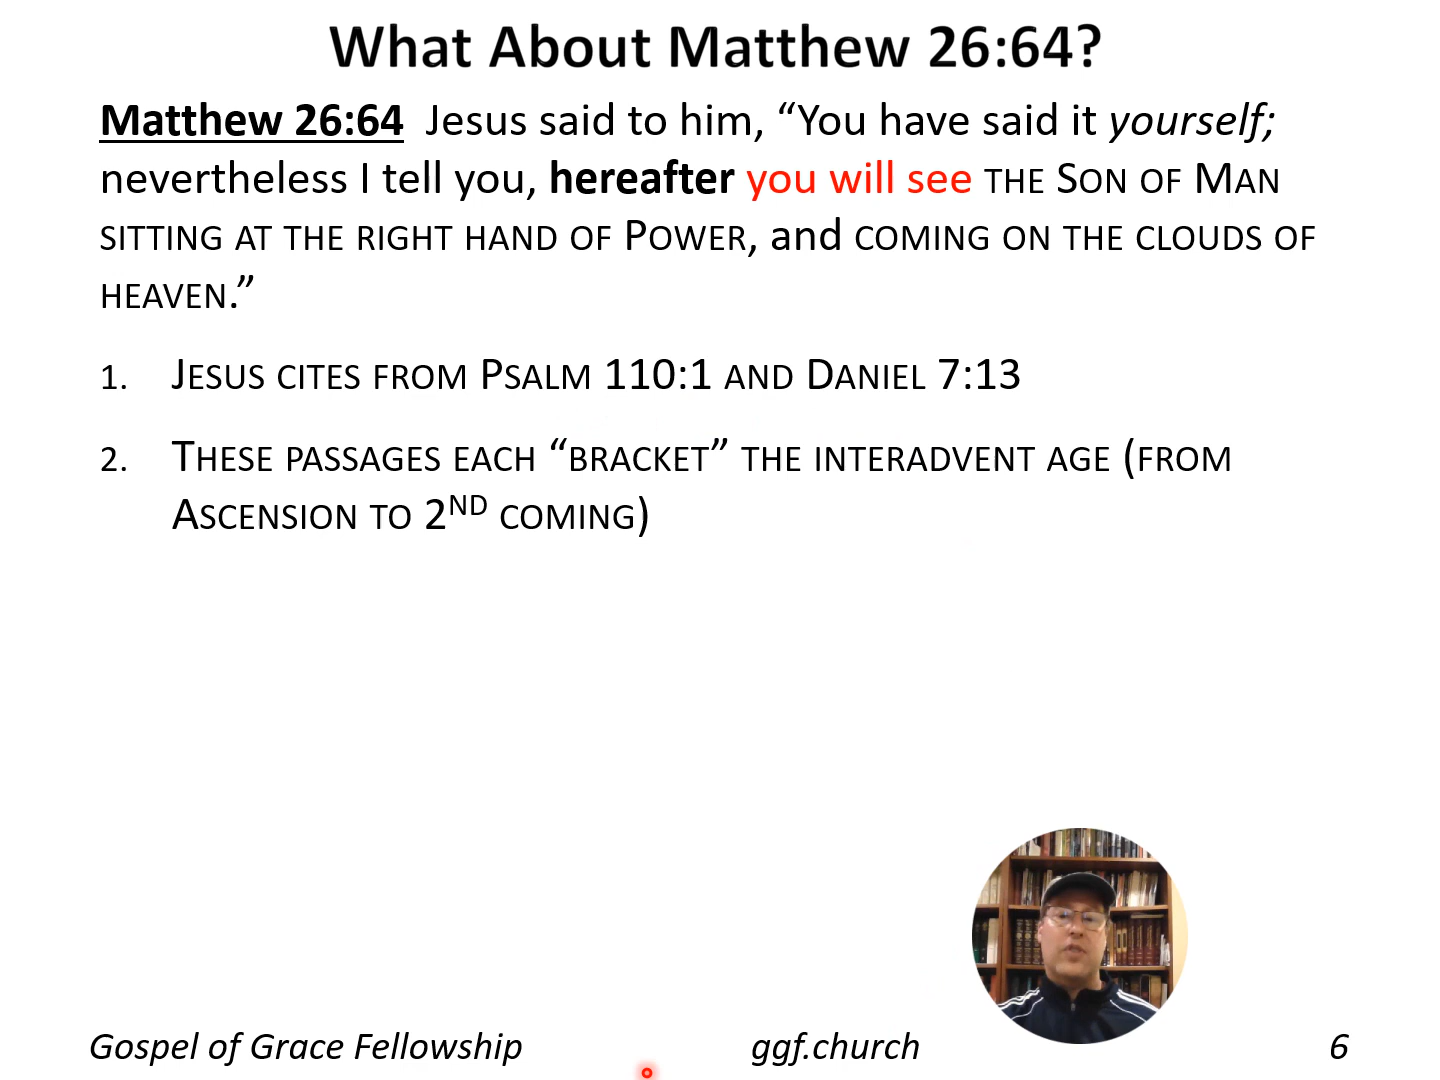 What About Matthew 26:64?
Matthew 26:64 Jesus said to him, “You have said it yourself;
nevertheless I tell you, hereafter you will see THE SON OF MAN
SITTING AT THE RIGHT HAND OF POWER, and COMING ON THE CLOUDS OF
HEAVEN.”
1. JESUS CITES FROM PSALM 110:1 AND DANIEL 7:13
2. THESE PASSAGES EACH “BRACKET” THE INTERADVENT AGE (FROM
ASCENSION TO 2ND COMING)
Gospel of Grace Fellowship ggf.church 6